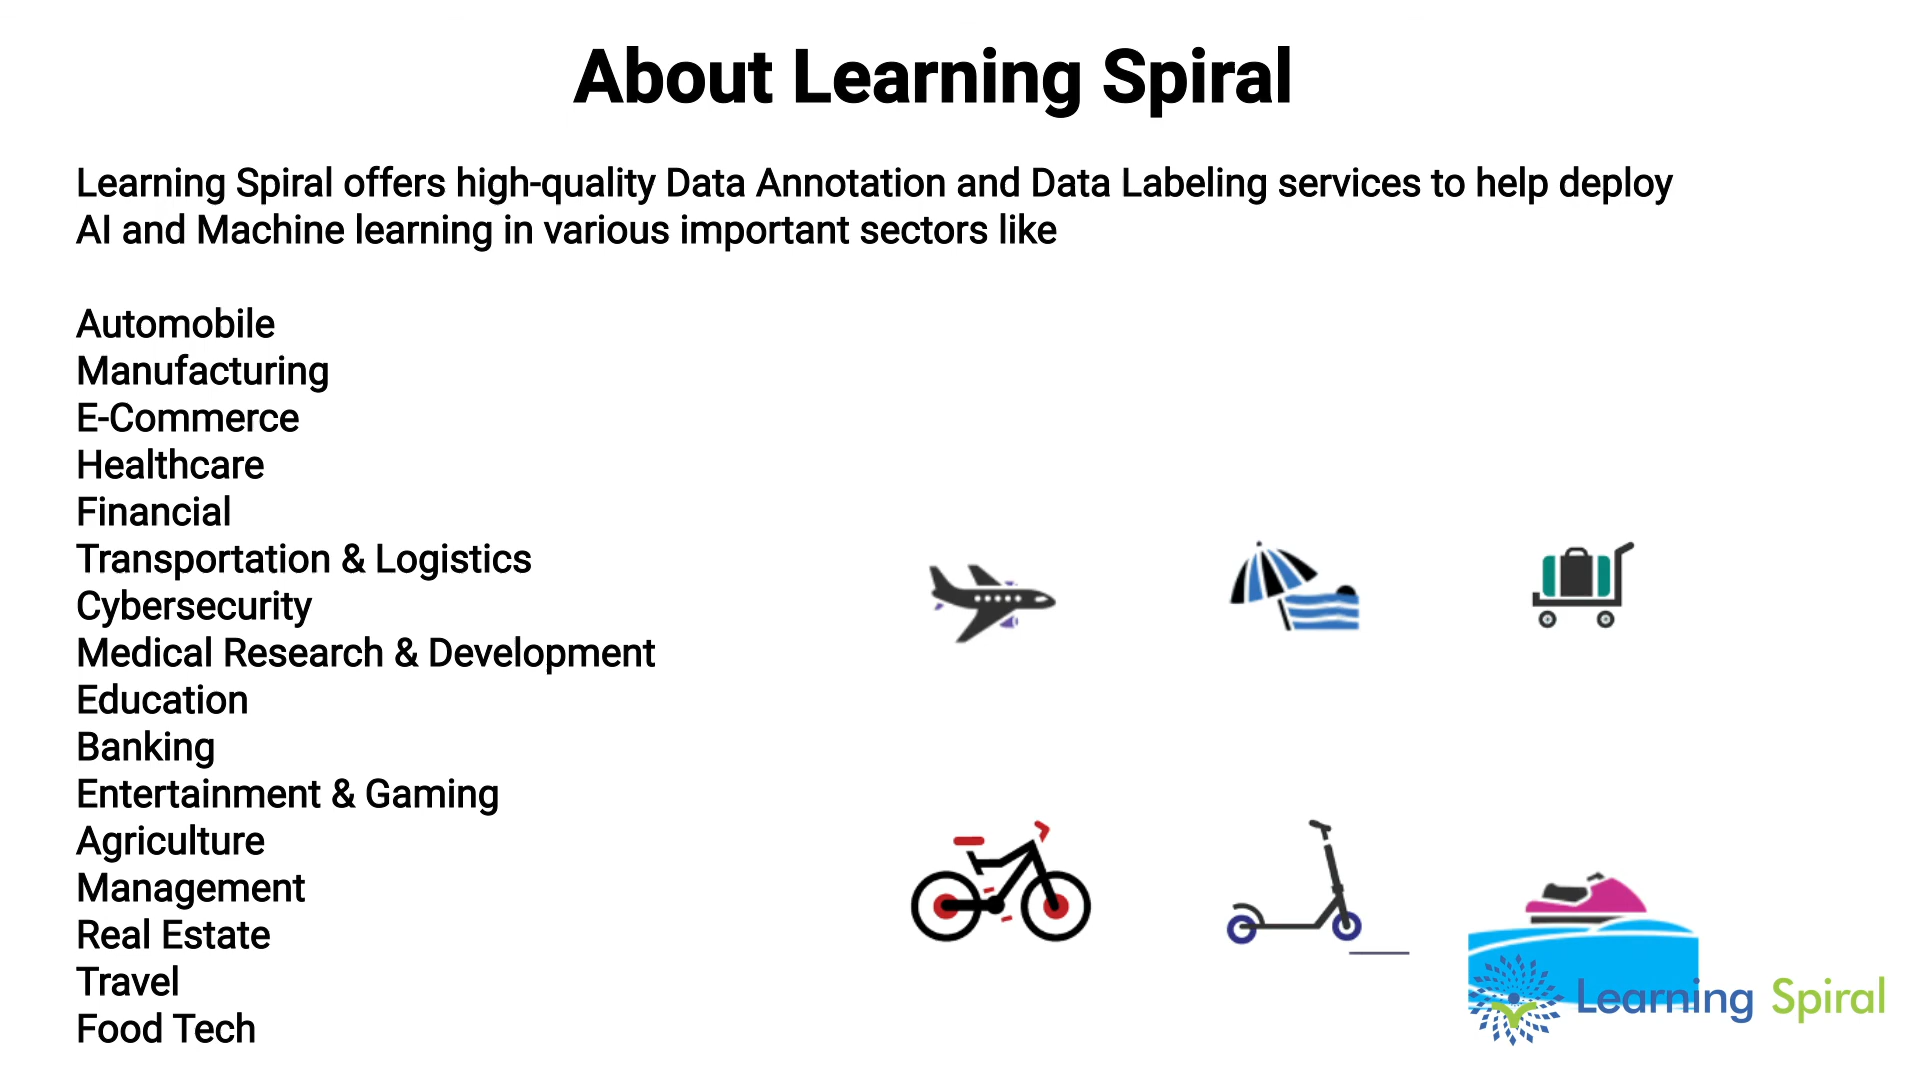 About Learning Spiral
Learning Spiral offers high-quality Data Annotation and Data Labeling services to help deploy
AI and Machine learning in various important sectors like
Automobile
Manufacturing
E-Commerce
Healthcare
Financial
Transportation & Logistics
Cybersecurity
Medical Research & Development
Education
Banking
Entertainment & Gaming
Agriculture
Management
Real Estate
Travel
Food Tech
Learning Spiral